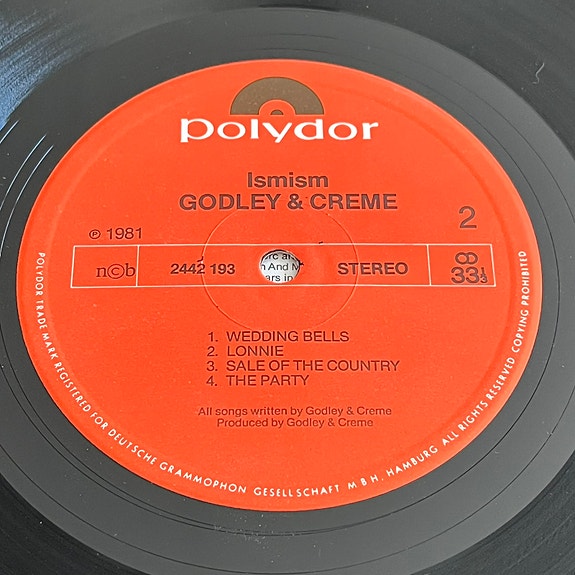 polydor
Ismism
GODLEY & CREME
2
℗ 1981
n©b
2442 193
STEREO
33⅓
1. WEDDING BELLS
2. LONNIE
3. SALE OF THE COUNTRY
4. THE PARTY
All songs written by Godley & Creme
Produced by Godley & Creme
POLYDOR TRADE MARK REGISTERED FOR DEUTSCHE GRAMMOPHON GESELLSCHAFT M B H. HAMBURG ALL RIGHTS RESERVED COPYING PROHIBITED